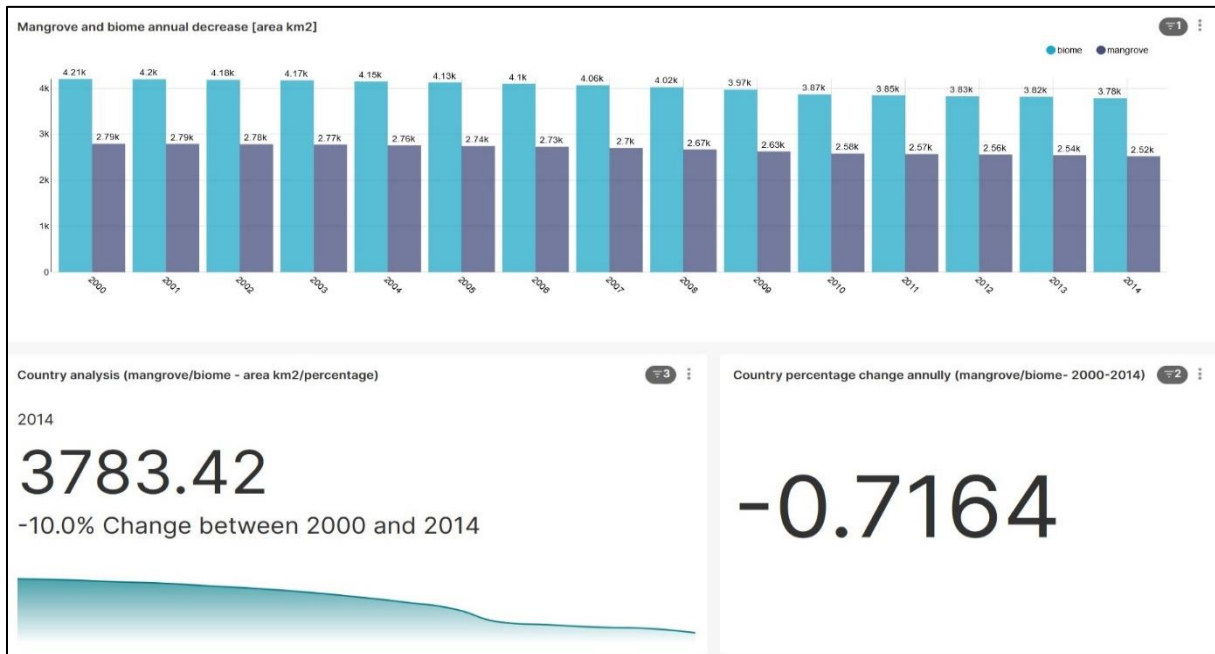 Mangrove and biome annual decrease [area km2]
1
biome mangrove
4.21k 4.2k 4.18k 4.17k 4.15k 4.13k 4.1k 4.06k 4.02k 3.97k 3.87k 3.85k 3.83k 3.82k 3.78k
4k
3k
2.79k 2.79k 2.78k 2.77k 2.76k 2.74k 2.73k 2.7k 2.67k 2.63k 2.58k 2.57k 2.56k 2.54k 2.52k
2k
1k
0
2000 2001 2002 2003 2004 2005 2006 2007 2008 2009 2010 2011 2012 2013 2014
Country analysis (mangrove/biome - area km2/percentage)
3
2014
3783.42
-10.0% Change between 2000 and 2014
Country percentage change annully (mangrove/biome- 2000-2014)
2
-0.7164